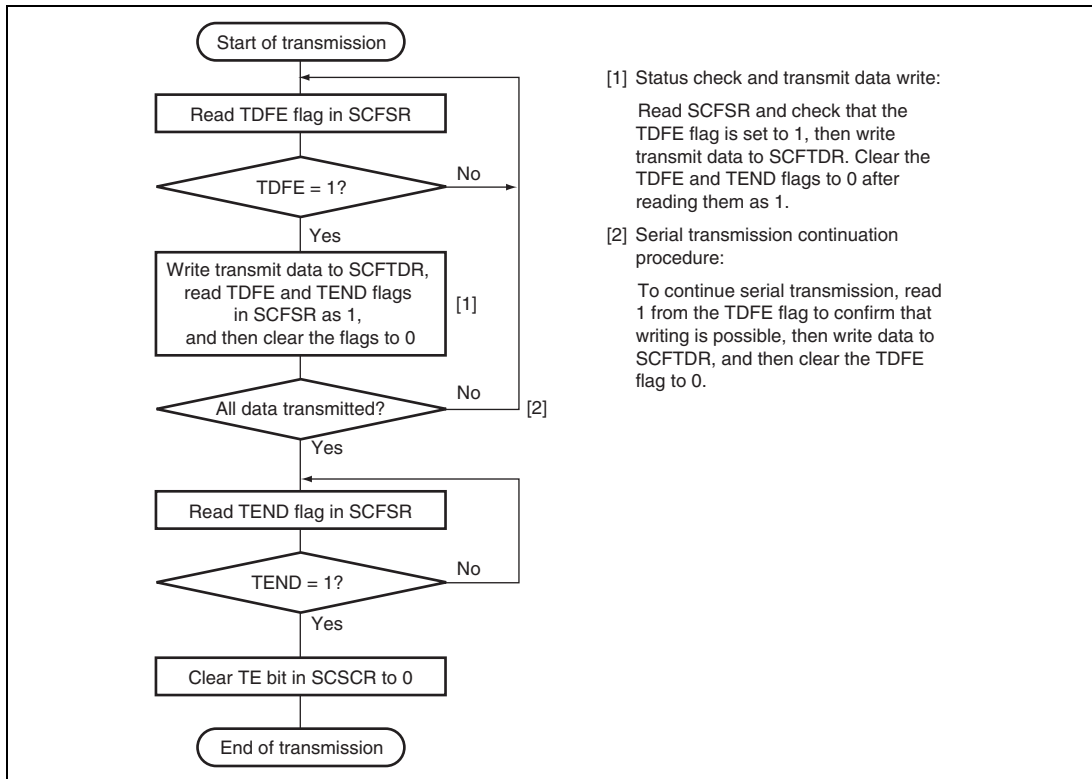 Start of transmission
Read TDFE flag in SCFSR
TDFE = 1?
No
Yes
Write transmit data to SCFTDR,
read TDFE and TEND flags
in SCFSR as 1,
and then clear the flags to 0
[1]
All data transmitted?
No
[2]
Yes
Read TEND flag in SCFSR
TEND = 1?
No
Yes
Clear TE bit in SCSCR to 0
End of transmission
[1] Status check and transmit data write:
Read SCFSR and check that the
TDFE flag is set to 1, then write
transmit data to SCFTDR. Clear the
TDFE and TEND flags to 0 after
reading them as 1.
[2] Serial transmission continuation
procedure:
To continue serial transmission, read
1 from the TDFE flag to confirm that
writing is possible, then write data to
SCFTDR, and then clear the TDFE
flag to 0.